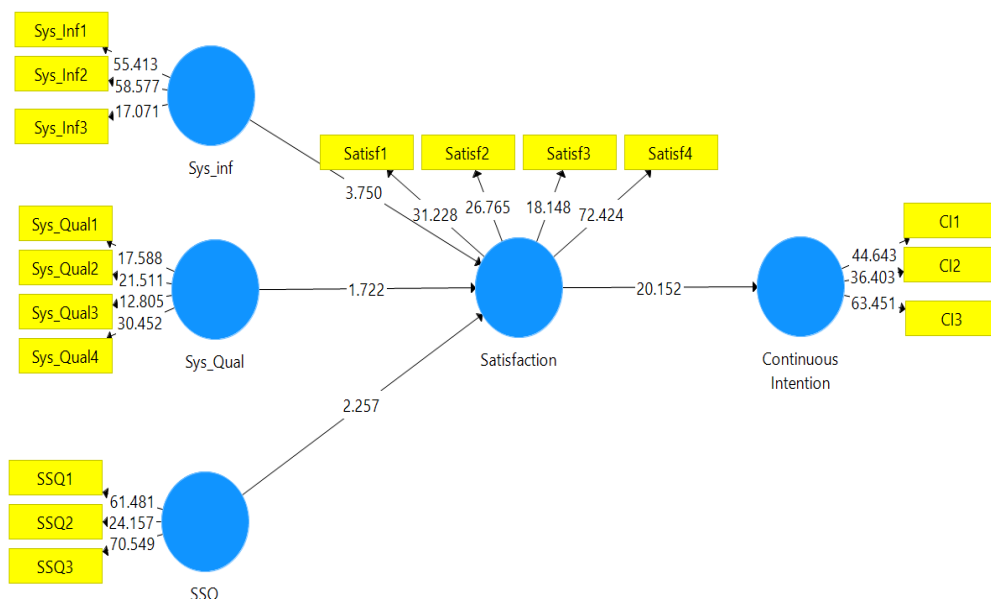 Sys_Inf1
Sys_Inf2
Sys_Inf3
55.413
58.577
17.071
Sys_inf
3.750
Satisf1
Satisf2
Satisf3
Satisf4
31.228
26.765
18.148
72.424
Sys_Qual1
Sys_Qual2
Sys_Qual3
Sys_Qual4
17.588
21.511
12.805
30.452
Sys_Qual
1.722
Satisfaction
20.152
Continuous
Intention
44.643
36.403
63.451
CI1
CI2
CI3
2.257
SSQ1
SSQ2
SSQ3
61.481
24.157
70.549
SSQ